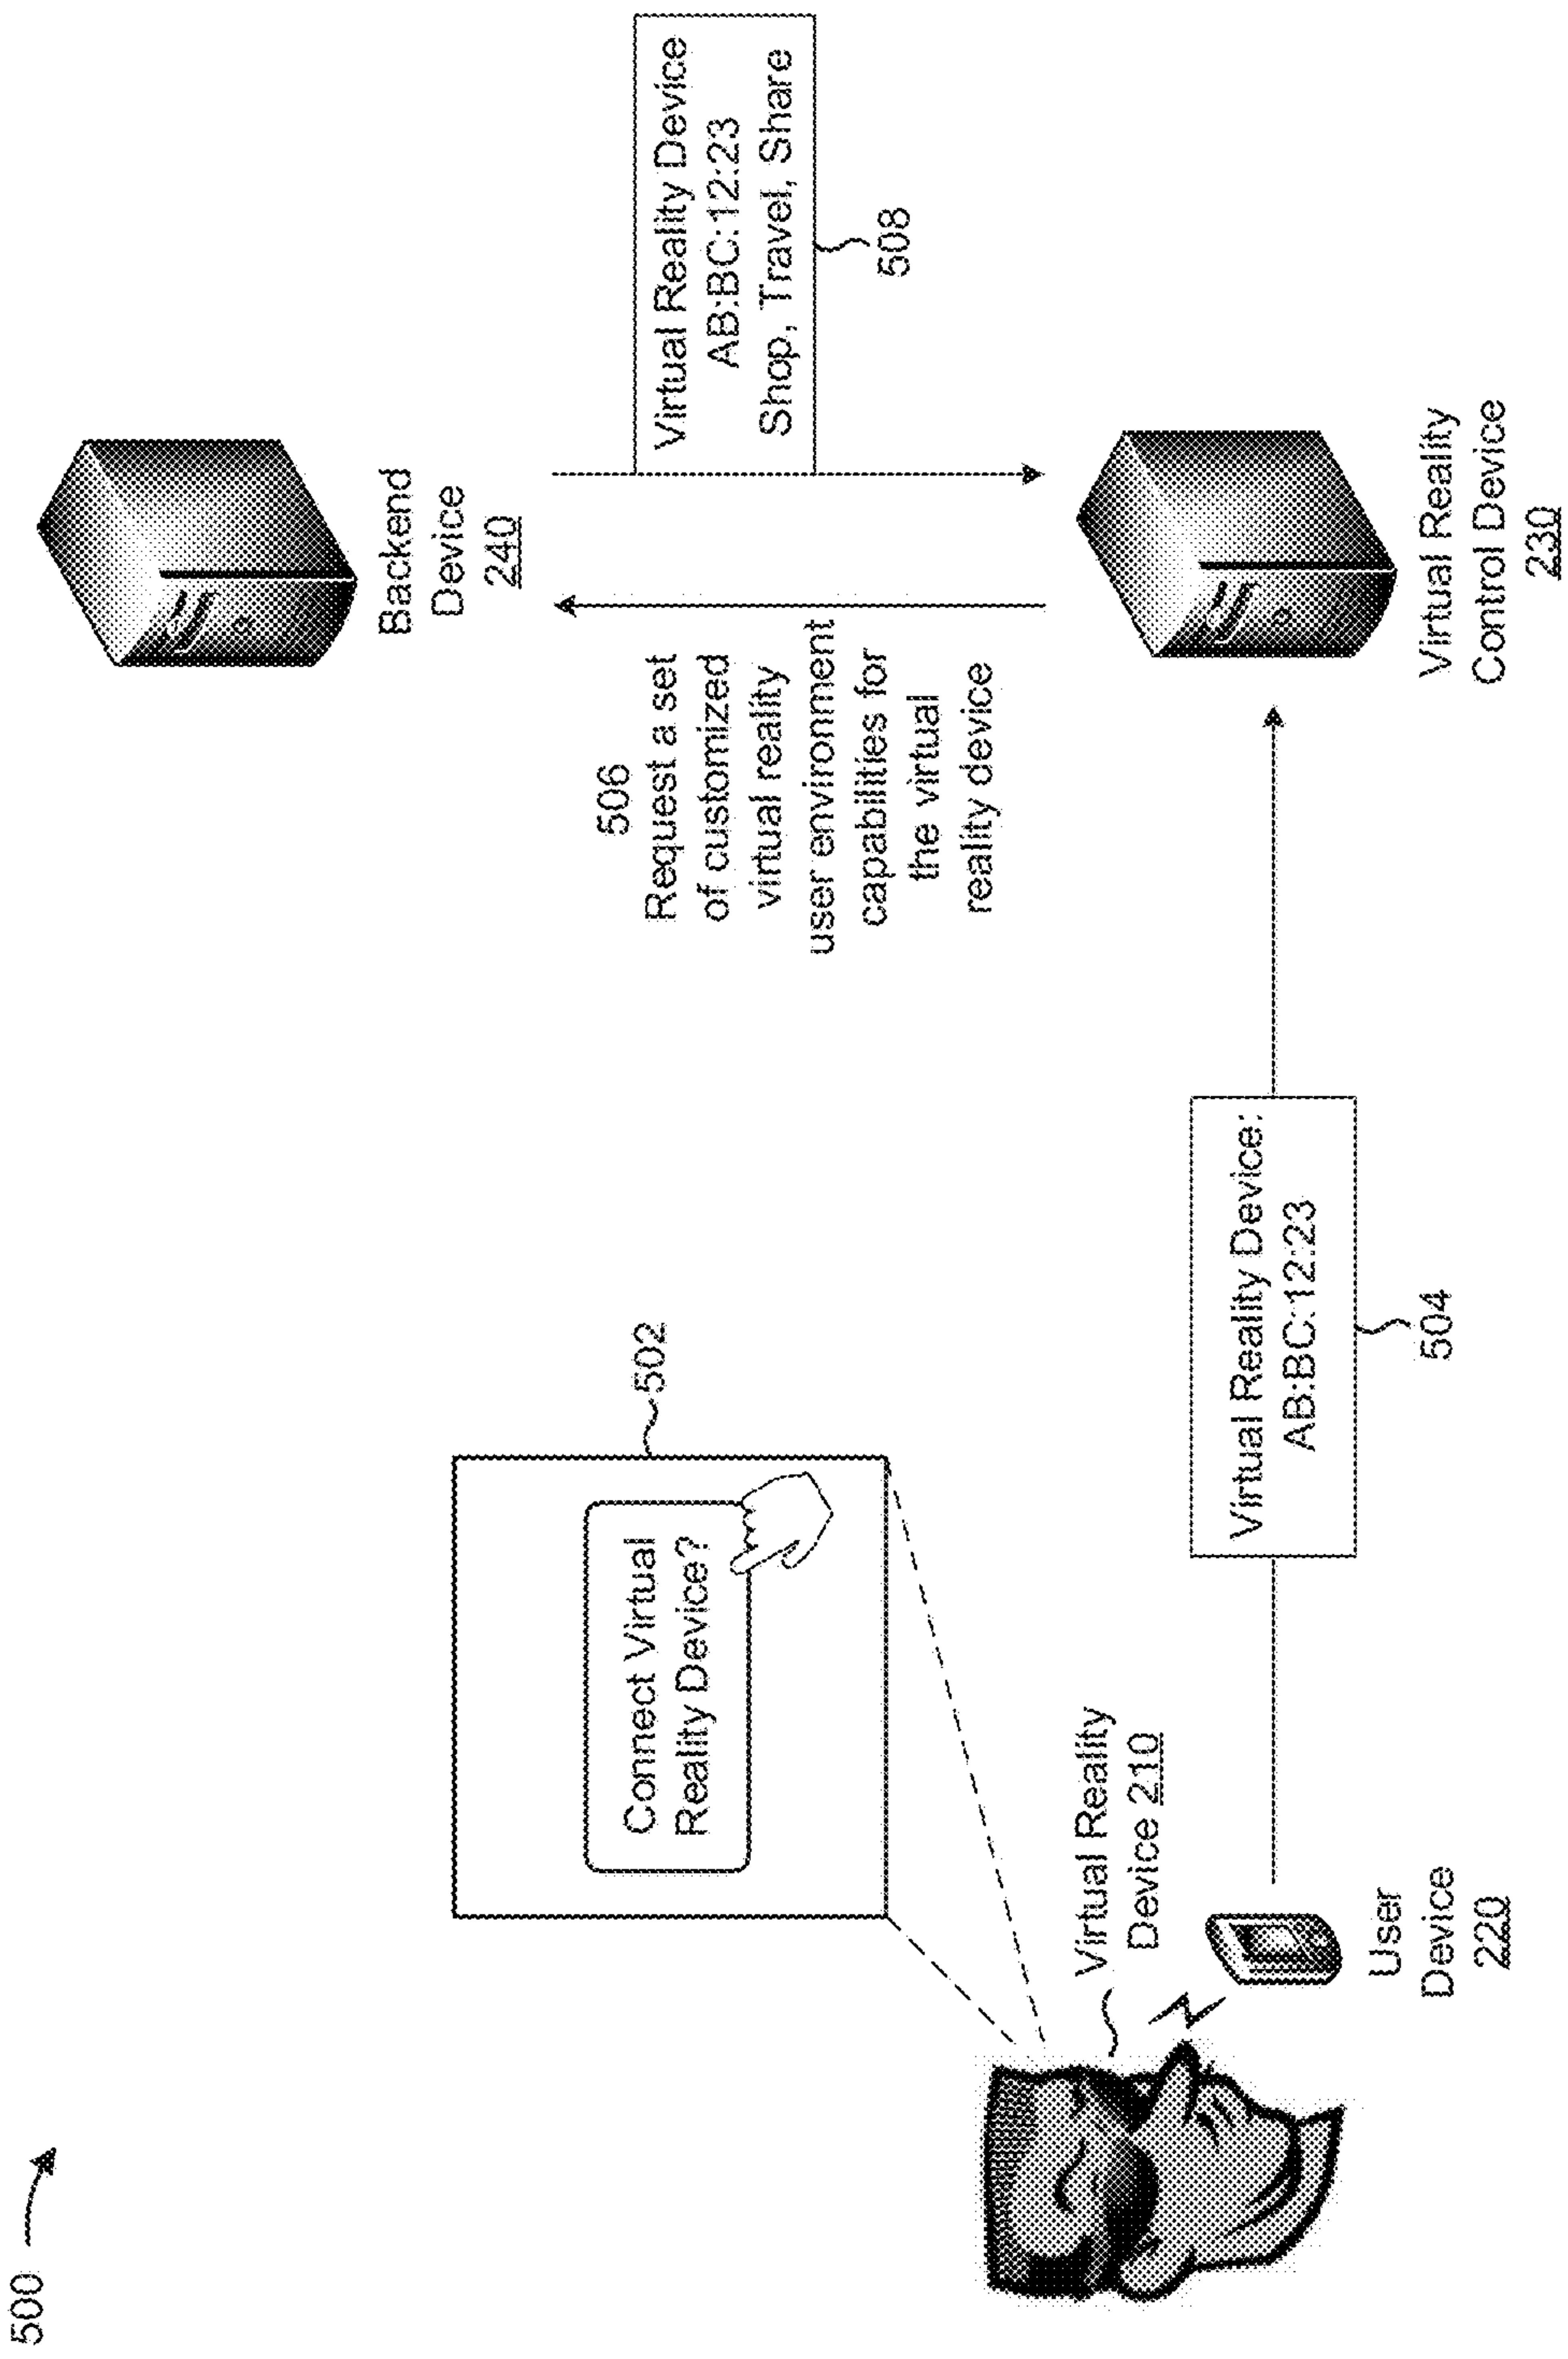 500
Backend
Device
240
506
Request a set
of customized
virtual reality
user environment
capabilities for
the virtual
reality device
Virtual Reality Device
AB:BC:12:23
Shop, Travel, Share
508
502
Connect Virtual
Reality Device?
Virtual Reality
Device 210
User
Device
220
Virtual Reality Device:
AB:BC:12:23
504
Virtual Reality
Control Device
230